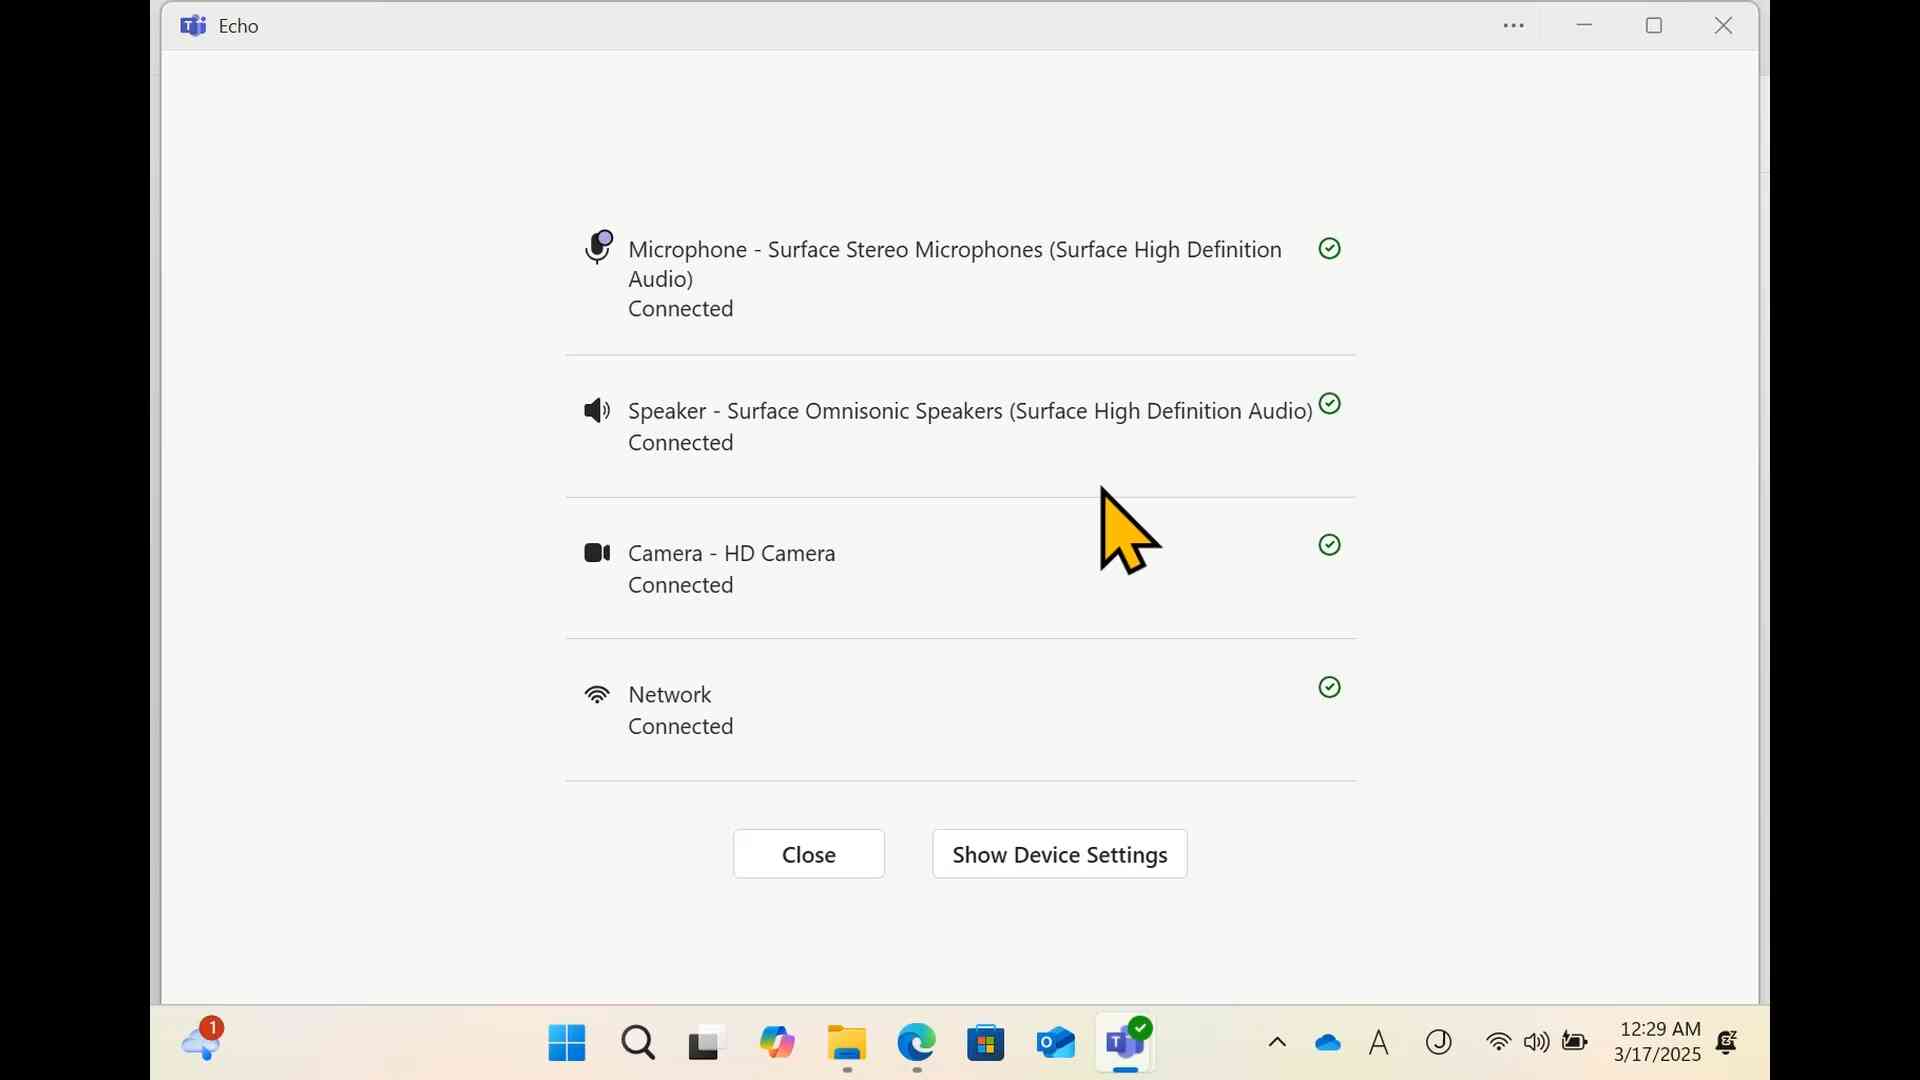 Echo
Microphone - Surface Stereo Microphones (Surface High Definition
Audio)
Connected
Speaker - Surface Omnisonic Speakers (Surface High Definition Audio)
Connected
Camera - HD Camera
Connected
Network
Connected
Close
Show Device Settings
1
A
J
12:29 AM
3/17/2025